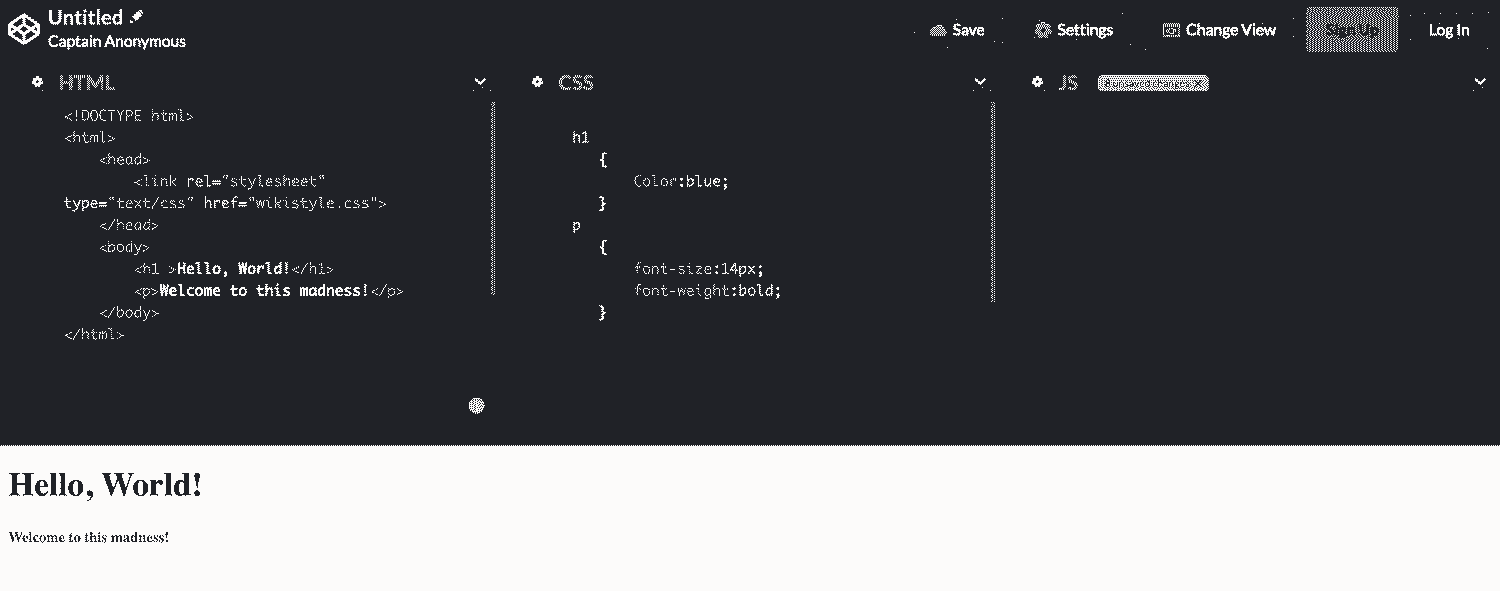 Untitled
Captain Anonymous
Save
Settings
Change View
Sign Up
Log In
HTML
<!DOCTYPE html>
<html>
<head>
<link rel="stylesheet"
type="text/css" href="wikistyle.css">
</head>
<body>
<h1 >Hello, World!</h1>
<p>Welcome to this madness!</p>
</body>
</html>
CSS
h1
{
Color:blue;
}
p
{
font-size:14px;
font-weight:bold;
}
JS
Hello, World!
Welcome to this madness!